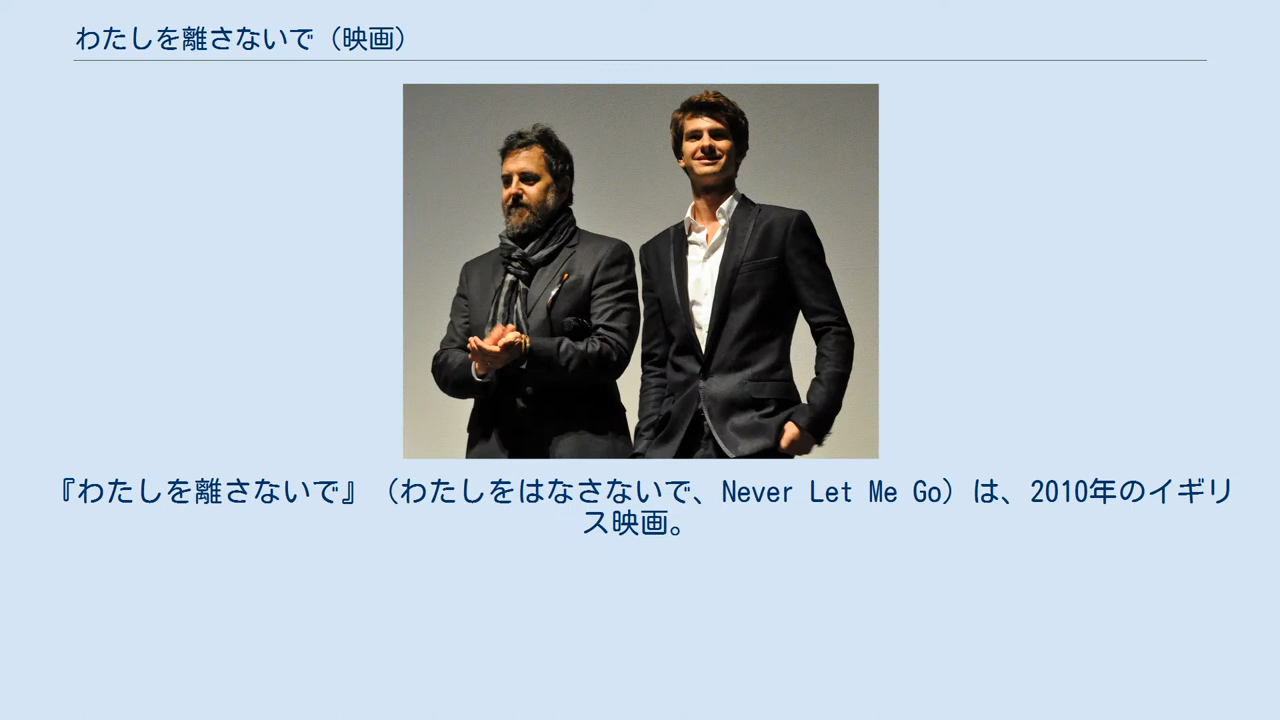 わたしを離さないで（映画）
『わたしを離さないで』（わたしをはなさないで、Never Let Me Go）は、2010年のイギリ
ス映画。